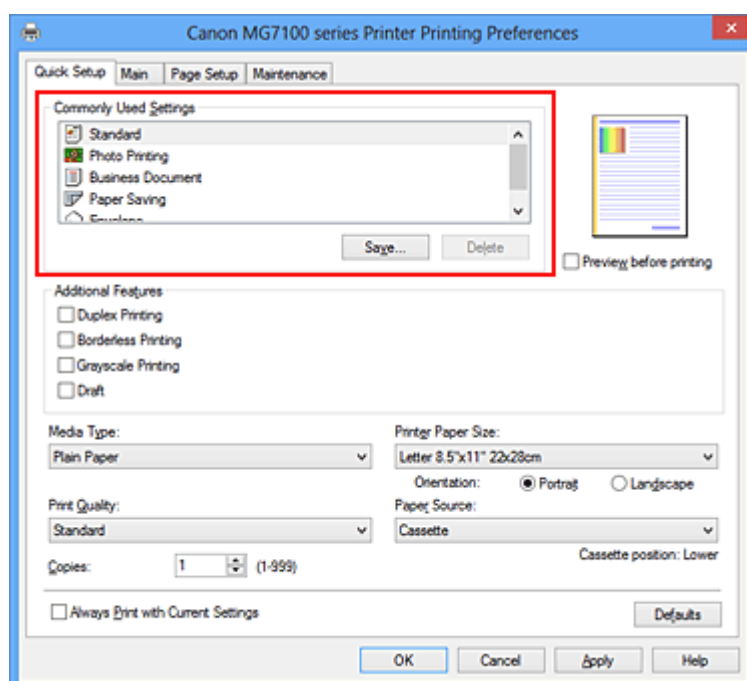 Canon MG7100 series Printer Printing Preferences
Quick Setup Main Page Setup Maintenance
Commonly Used Settings
Standard
Photo Printing
Business Document
Paper Saving
Envelope
Save... Delete
Preview before printing
Additional Features
Duplex Printing
Borderless Printing
Grayscale Printing
Draft
Media Type:
Plain Paper
Printer Paper Size:
Letter 8.5"x11" 22x28cm
Orientation: Portrait Landscape
Print Quality:
Standard
Paper Source:
Cassette
Cassette position: Lower
Copies: 1 (1-999)
Always Print with Current Settings
Defaults
OK Cancel Apply Help